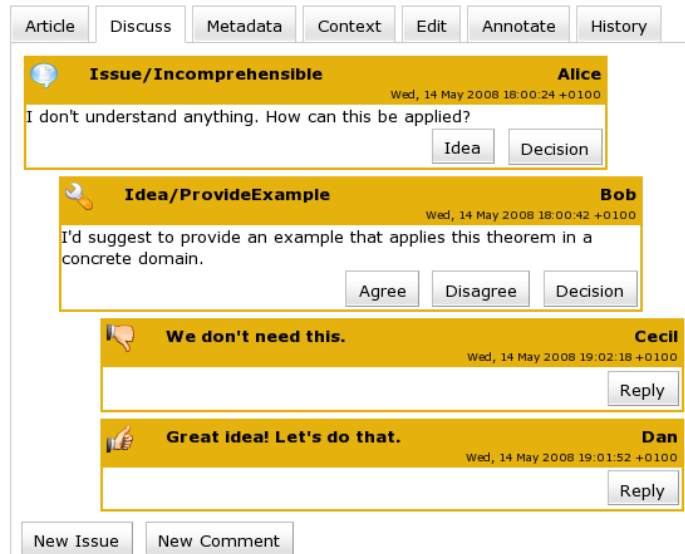 Article Discuss Metadata Context Edit Annotate History
Issue/Incomprehensible Alice
Wed, 14 May 2008 18:00:24 +0100
I don't understand anything. How can this be applied?
Idea Decision
Idea/ProvideExample Bob
Wed, 14 May 2008 18:00:42 +0100
I'd suggest to provide an example that applies this theorem in a
concrete domain.
Agree Disagree Decision
We don't need this. Cecil
Wed, 14 May 2008 19:02:18 +0100
Reply
Great idea! Let's do that. Dan
Wed, 14 May 2008 19:01:52 +0100
Reply
New Issue New Comment